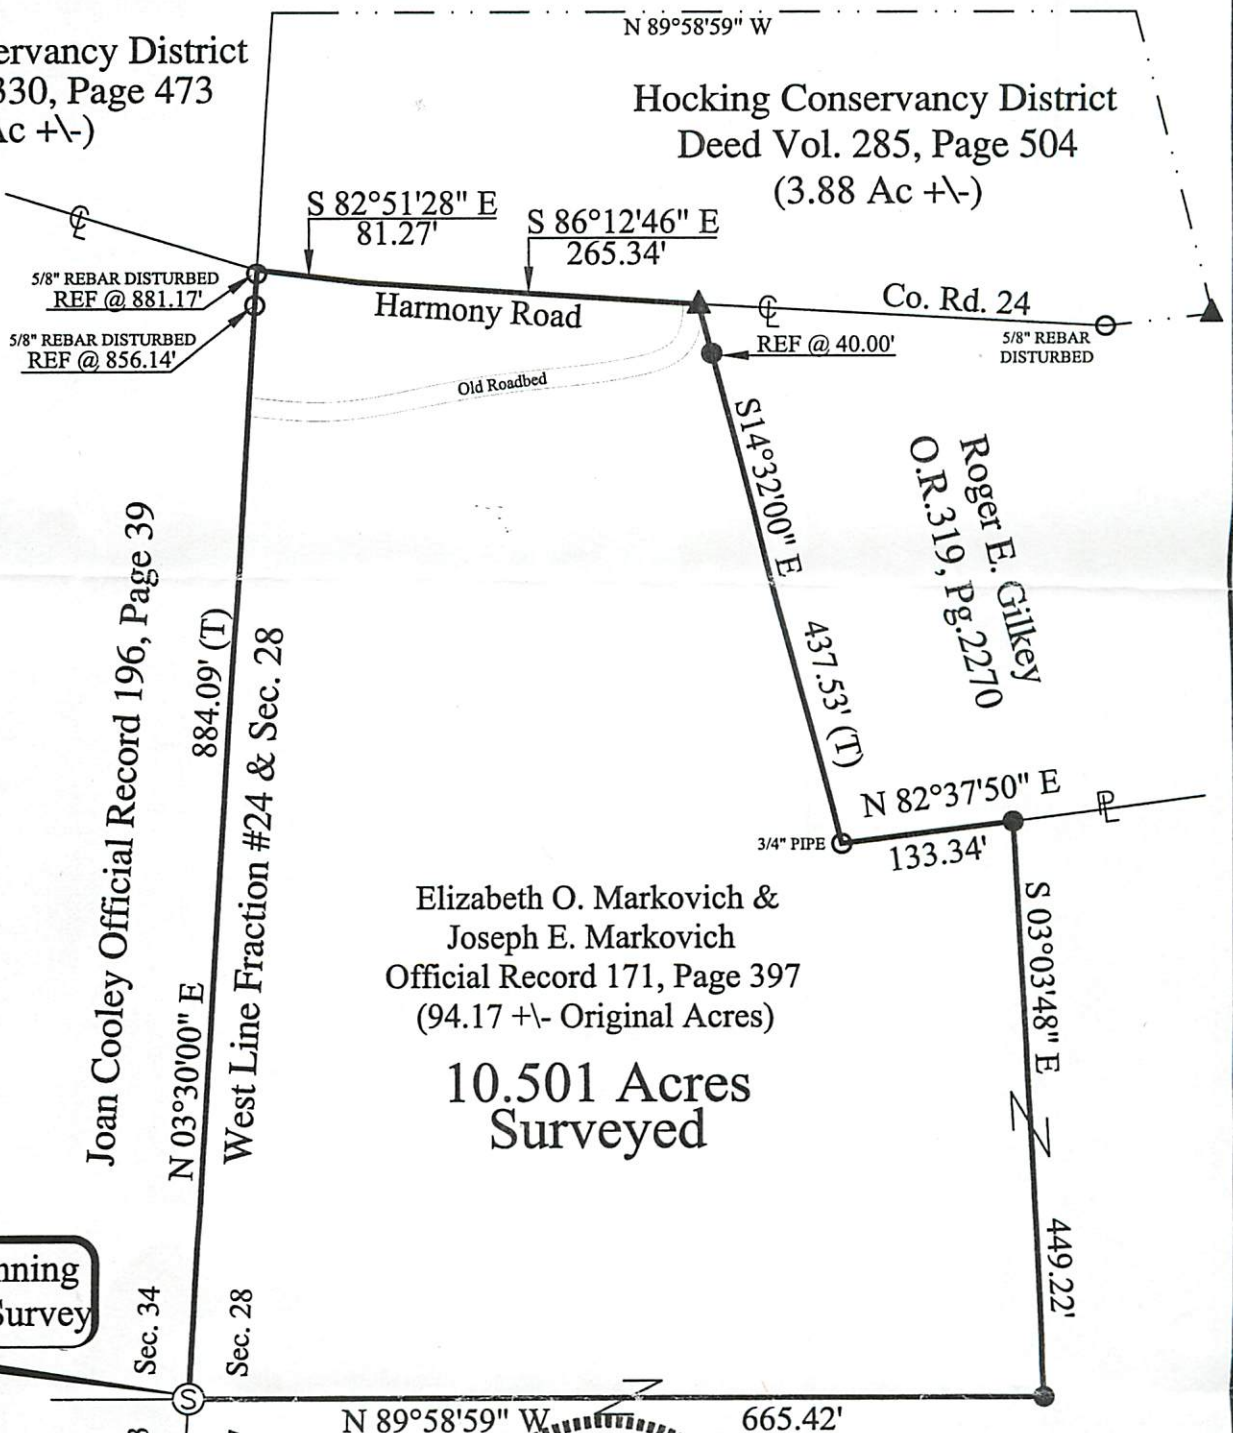 N 89°58'59" W
ervancy District
330, Page 473
Ac +\-)
Hocking Conservancy District
Deed Vol. 285, Page 504
(3.88 Ac +\-)
℄
S 82°51'28" E
81.27'
S 86°12'46" E
265.34'
5/8" REBAR DISTURBED
REF @ 881.17'
5/8" REBAR DISTURBED
REF @ 856.14'
Harmony Road
℄
Co. Rd. 24
REF @ 40.00'
5/8" REBAR
DISTURBED
Old Roadbed
S14°32'00" E
437.53' (T)
Roger E. Gilkey
O.R.319, Pg.2270
Joan Cooley Official Record 196, Page 39
N 03°30'00" E
884.09' (T)
West Line Fraction #24 & Sec. 28
3/4" PIPE
N 82°37'50" E
133.34'
PL
Elizabeth O. Markovich &
Joseph E. Markovich
Official Record 171, Page 397
(94.17 +\- Original Acres)
10.501 Acres
Surveyed
S 03°03'48" E
449.22'
nning
Survey
Sec. 34
Sec. 28
S
N 89°58'59" W
665.42'